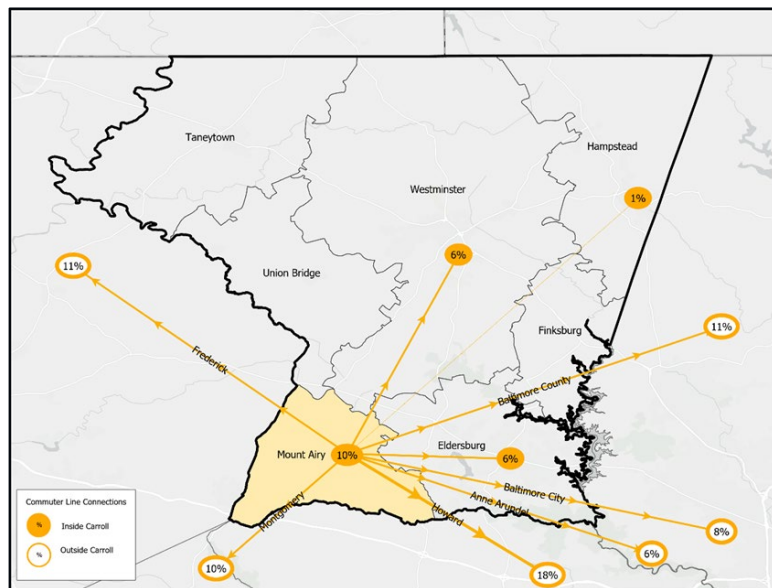 Taneytown
Hampstead
Westminster
1%
6%
11%
Union Bridge
11%
Finksburg
Frederick
Baltimore County
Mount Airy
10%
Eldersburg
6%
Commuter Line Connections
% Inside Carroll
% Outside Carroll
Montgomery
Howard
Anne Arundel
Baltimore City
8%
6%
10%
18%